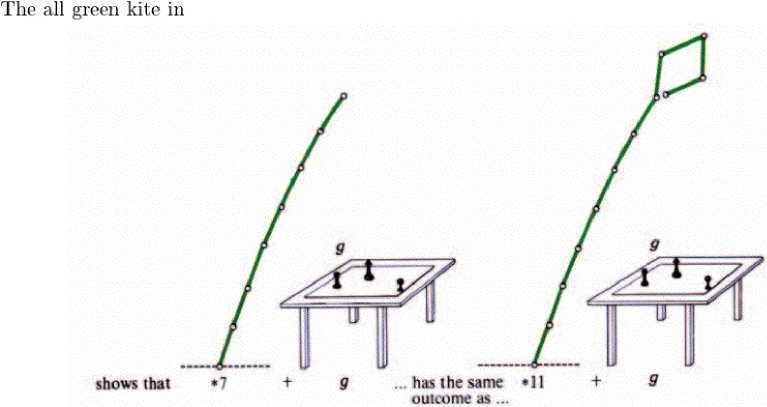 The all green kite in
g
g
shows that *7 + g ... has the same *11 + g
outcome as ...